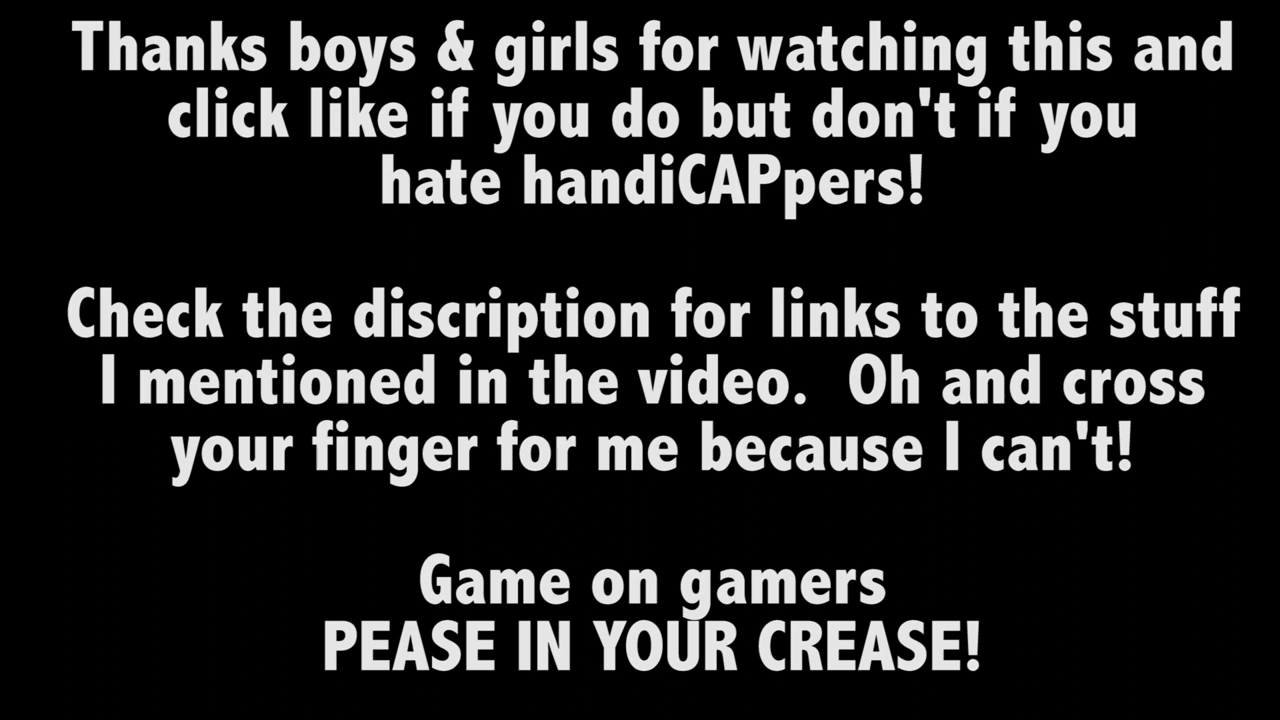 Thanks boys & girls for watching this and
click like if you do but don't if you
hate handiCAPpers!
Check the discription for links to the stuff
I mentioned in the video.  Oh and cross
your finger for me because I can't!
Game on gamers
PEASE IN YOUR CREASE!